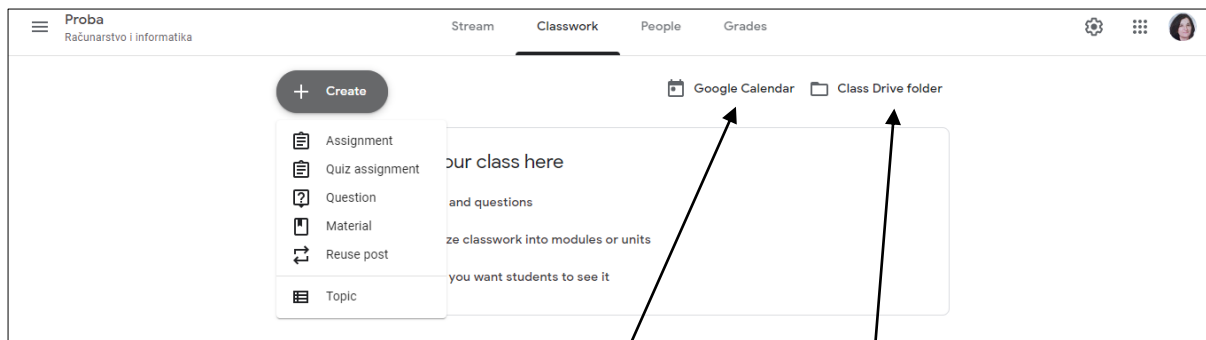 Proba
Računarstvo i informatika
Stream Classwork People Grades
Create
Google Calendar Class Drive folder
Assignment
Quiz assignment
Question
Material
Reuse post
Topic
our class here
and questions
ze classwork into modules or units
you want students to see it